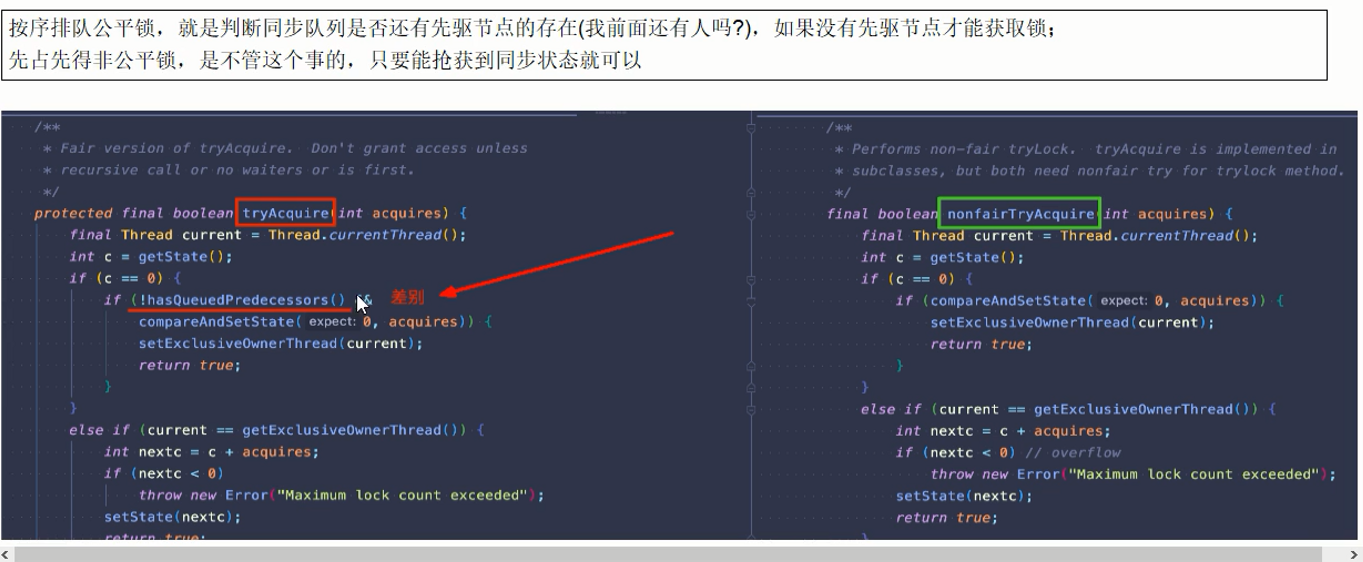 按序排队公平锁，就是判断同步队列是否还有先驱节点的存在(我前面还有人吗?)，如果没有先驱节点才能获取锁；
先占先得非公平锁，是不管这个事的，只要能抢获到同步状态就可以
/**
* Fair version of tryAcquire.  Don't grant access unless
* recursive call or no waiters or is first.
*/
protected final boolean tryAcquire(int acquires) {
final Thread current = Thread.currentThread();
int c = getState();
if (c == 0) {
if (!hasQueuedPredecessors() && 差别
compareAndSetState( expect: 0, acquires)) {
setExclusiveOwnerThread(current);
return true;
}
}
else if (current == getExclusiveOwnerThread()) {
int nextc = c + acquires;
if (nextc < 0)
throw new Error("Maximum lock count exceeded");
setState(nextc);
return true;
/**
* Performs non-fair tryLock.  tryAcquire is implemented in
* subclasses, but both need nonfair try for trylock method.
*/
final boolean nonfairTryAcquire(int acquires) {
final Thread current = Thread.currentThread();
int c = getState();
if (c == 0) {
if (compareAndSetState( expect: 0, acquires)) {
setExclusiveOwnerThread(current);
return true;
}
}
else if (current == getExclusiveOwnerThread()) {
int nextc = c + acquires;
if (nextc < 0) // overflow
throw new Error("Maximum lock count exceeded");
setState(nextc);
return true;
}